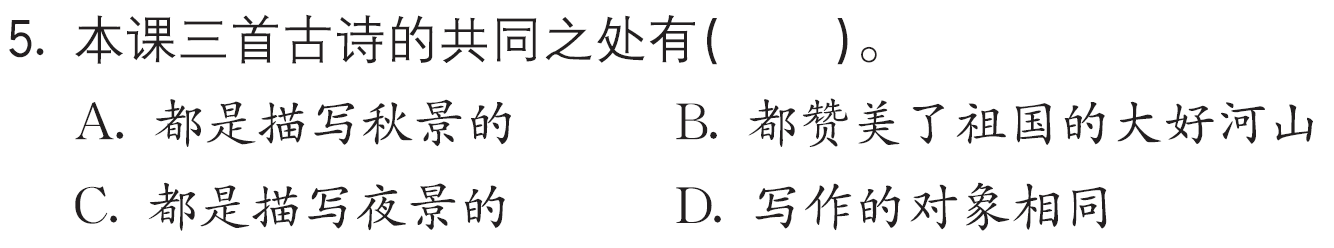 5. 本课三首古诗的共同之处有(　　)。
A. 都是描写秋景的　　B. 都赞美了祖国的大好河山
C. 都是描写夜景的　　D. 写作的对象相同